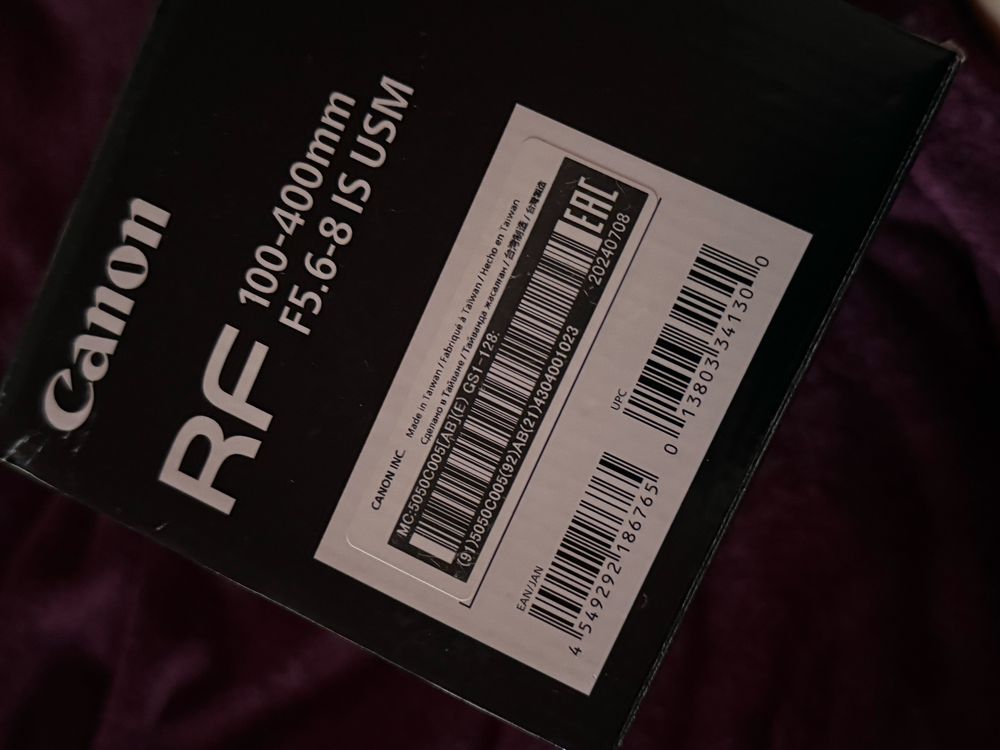 Canon
RF
100-400mm
F5.6-8 IS USM
CANON INC. Made in Taiwan / Fabriqué à Taïwan / Hecho en Taiwan
Сделано в Тайване / Тайванда жасалған / 台灣製造 / 台湾制造
MC:5050C005[AB](E) GS1-128:
EAC
(91)5050C005(92)AB(21)4304001023
20240708
EAN/JAN
4 549292 186765
UPC
0 13803 34130 0